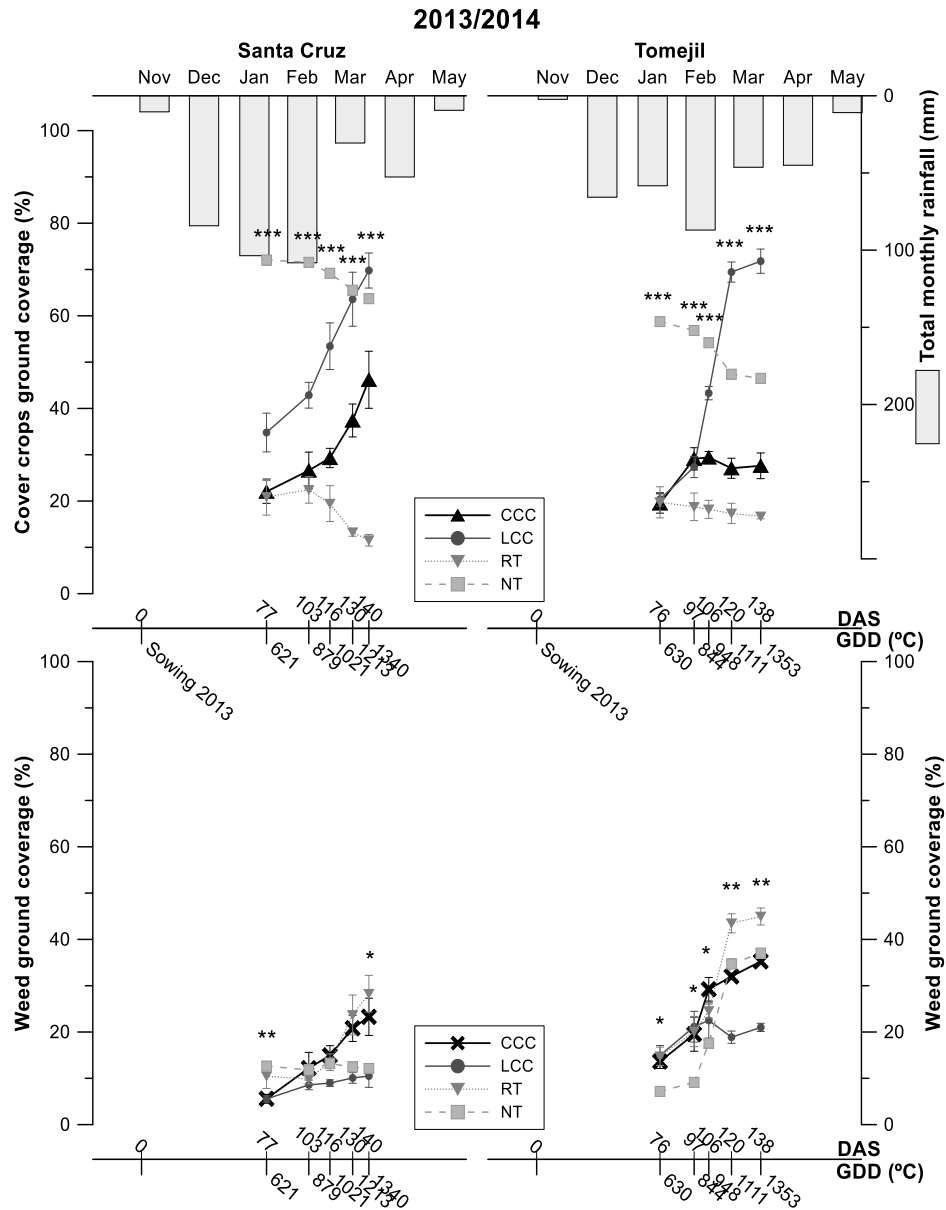 2013/2014
Santa Cruz
Tomejil
Nov Dec Jan Feb Mar Apr May
Nov Dec Jan Feb Mar Apr May
Cover crops ground coverage (%)
100
80
60
40
20
0
*** *** *** *** ***
*** *** *** *** ***
0
100
200
Total monthly rainfall (mm)
CCC
LCC
RT
NT
0 77 103 116 130 140
0 76 97 106 120 138
DAS
GDD (ºC)
621 879 1021 1213 1340
630 844 948 1111 1353
Sowing 2013
Sowing 2013
Weed ground coverage (%)
100
80
60
40
20
0
** *
* * * ** **
100
80
60
40
20
0
Weed ground coverage (%)
CCC
LCC
RT
NT
0 77 103 116 130 140
0 76 97 106 120 138
DAS
GDD (ºC)
621 879 1021 1213 1340
630 844 948 1111 1353